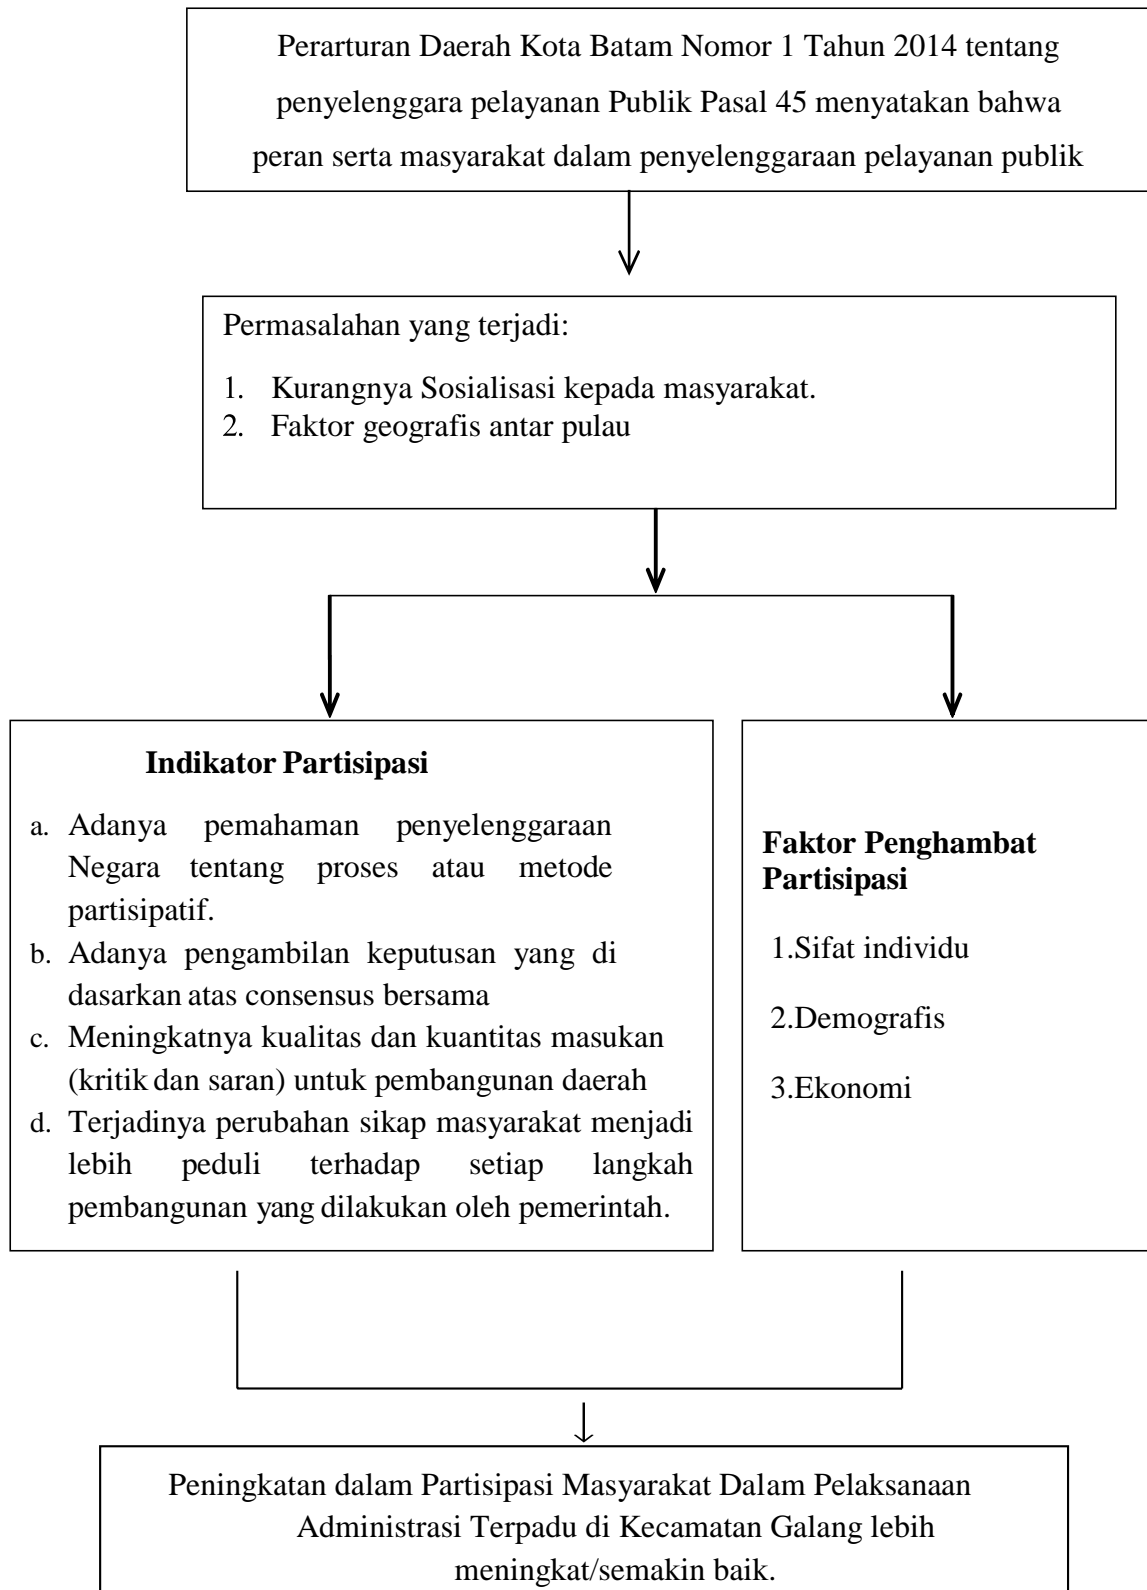 Perarturan Daerah Kota Batam Nomor 1 Tahun 2014 tentang
penyelenggara pelayanan Publik Pasal 45 menyatakan bahwa
peran serta masyarakat dalam penyelenggaraan pelayanan publik
Permasalahan yang terjadi:
1. Kurangnya Sosialisasi kepada masyarakat.
2. Faktor geografis antar pulau
Indikator Partisipasi
a. Adanya pemahaman penyelenggaraan
Negara tentang proses atau metode
partisipatif.
b. Adanya pengambilan keputusan yang di
dasarkan atas consensus bersama
c. Meningkatnya kualitas dan kuantitas masukan
(kritik dan saran) untuk pembangunan daerah
d. Terjadinya perubahan sikap masyarakat menjadi
lebih peduli terhadap setiap langkah
pembangunan yang dilakukan oleh pemerintah.
Faktor Penghambat
Partisipasi
1.Sifat individu
2.Demografis
3.Ekonomi
Peningkatan dalam Partisipasi Masyarakat Dalam Pelaksanaan
Administrasi Terpadu di Kecamatan Galang lebih
meningkat/semakin baik.